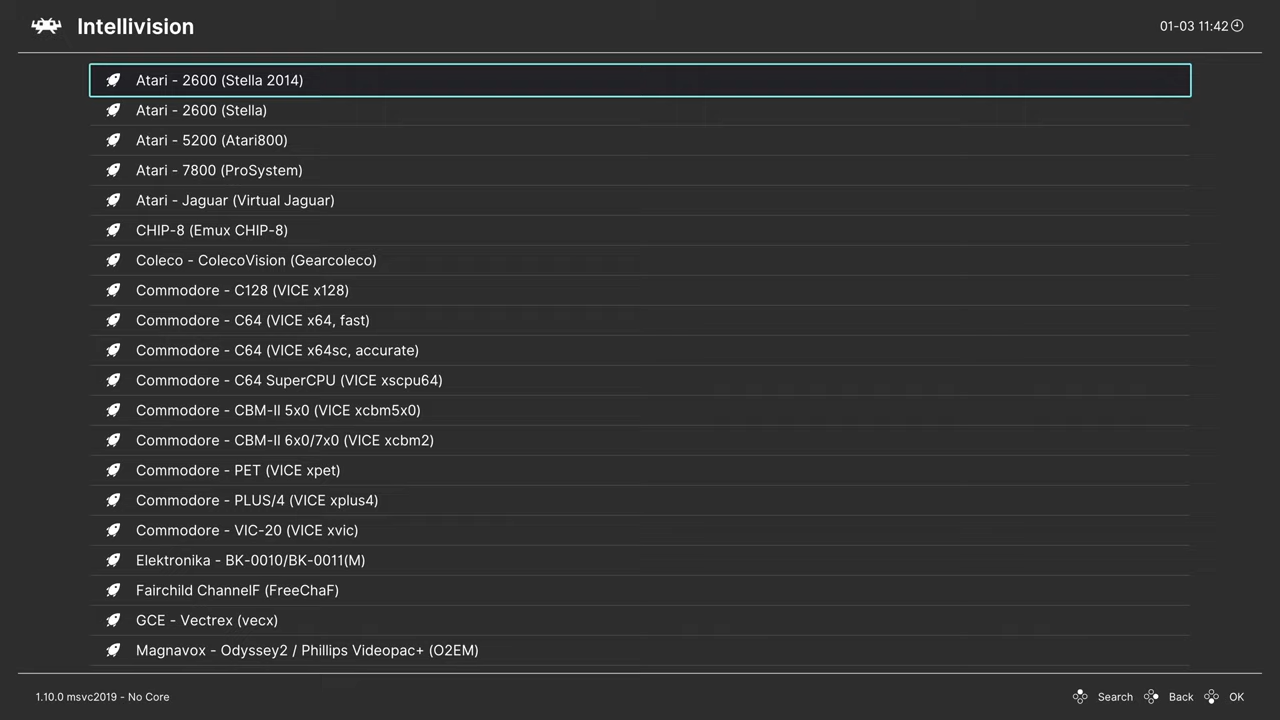 Intellivision
01-03 11:42
Atari - 2600 (Stella 2014)
Atari - 2600 (Stella)
Atari - 5200 (Atari800)
Atari - 7800 (ProSystem)
Atari - Jaguar (Virtual Jaguar)
CHIP-8 (Emux CHIP-8)
Coleco - ColecoVision (Gearcoleco)
Commodore - C128 (VICE x128)
Commodore - C64 (VICE x64, fast)
Commodore - C64 (VICE x64sc, accurate)
Commodore - C64 SuperCPU (VICE xscpu64)
Commodore - CBM-II 5x0 (VICE xcbm5x0)
Commodore - CBM-II 6x0/7x0 (VICE xcbm2)
Commodore - PET (VICE xpet)
Commodore - PLUS/4 (VICE xplus4)
Commodore - VIC-20 (VICE xvic)
Elektronika - BK-0010/BK-0011(M)
Fairchild ChannelF (FreeChaF)
GCE - Vectrex (vecx)
Magnavox - Odyssey2 / Phillips Videopac+ (O2EM)
1.10.0 msvc2019 - No Core
Search Back OK